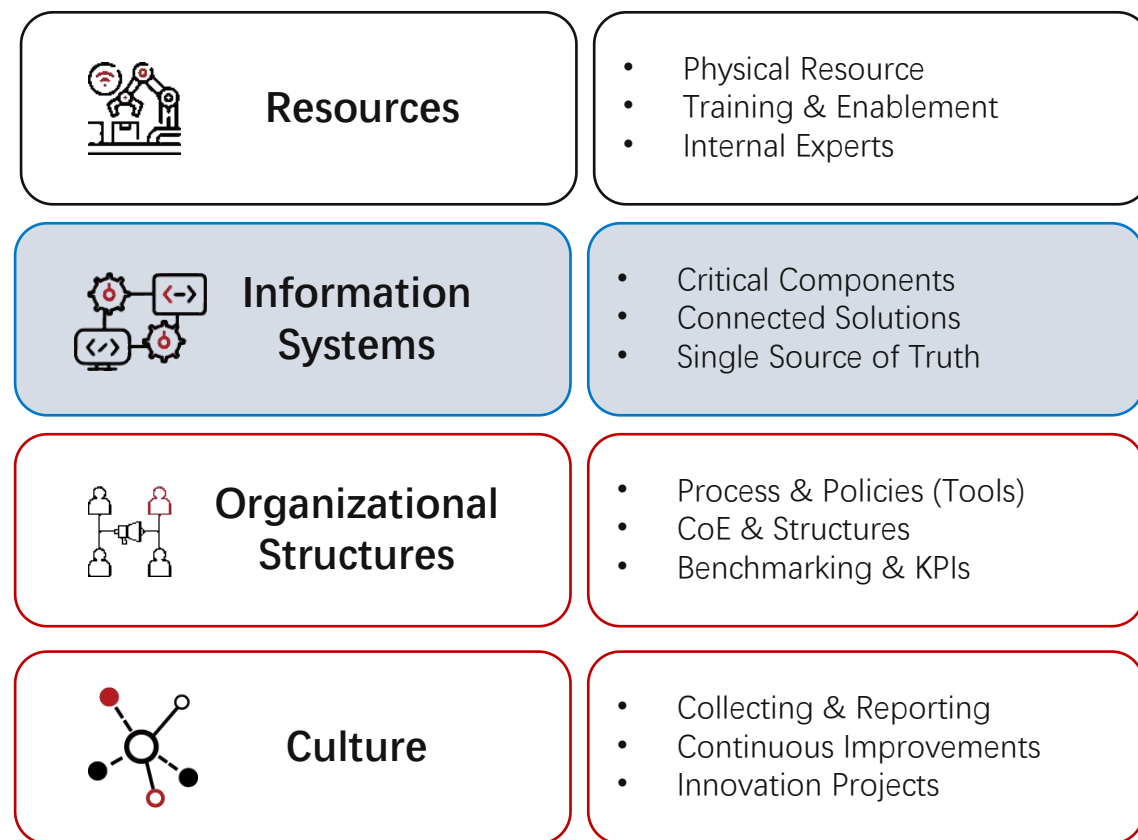 Resources
• Physical Resource
• Training & Enablement
• Internal Experts
Information
Systems
• Critical Components
• Connected Solutions
• Single Source of Truth
Organizational
Structures
• Process & Policies (Tools)
• CoE & Structures
• Benchmarking & KPIs
Culture
• Collecting & Reporting
• Continuous Improvements
• Innovation Projects